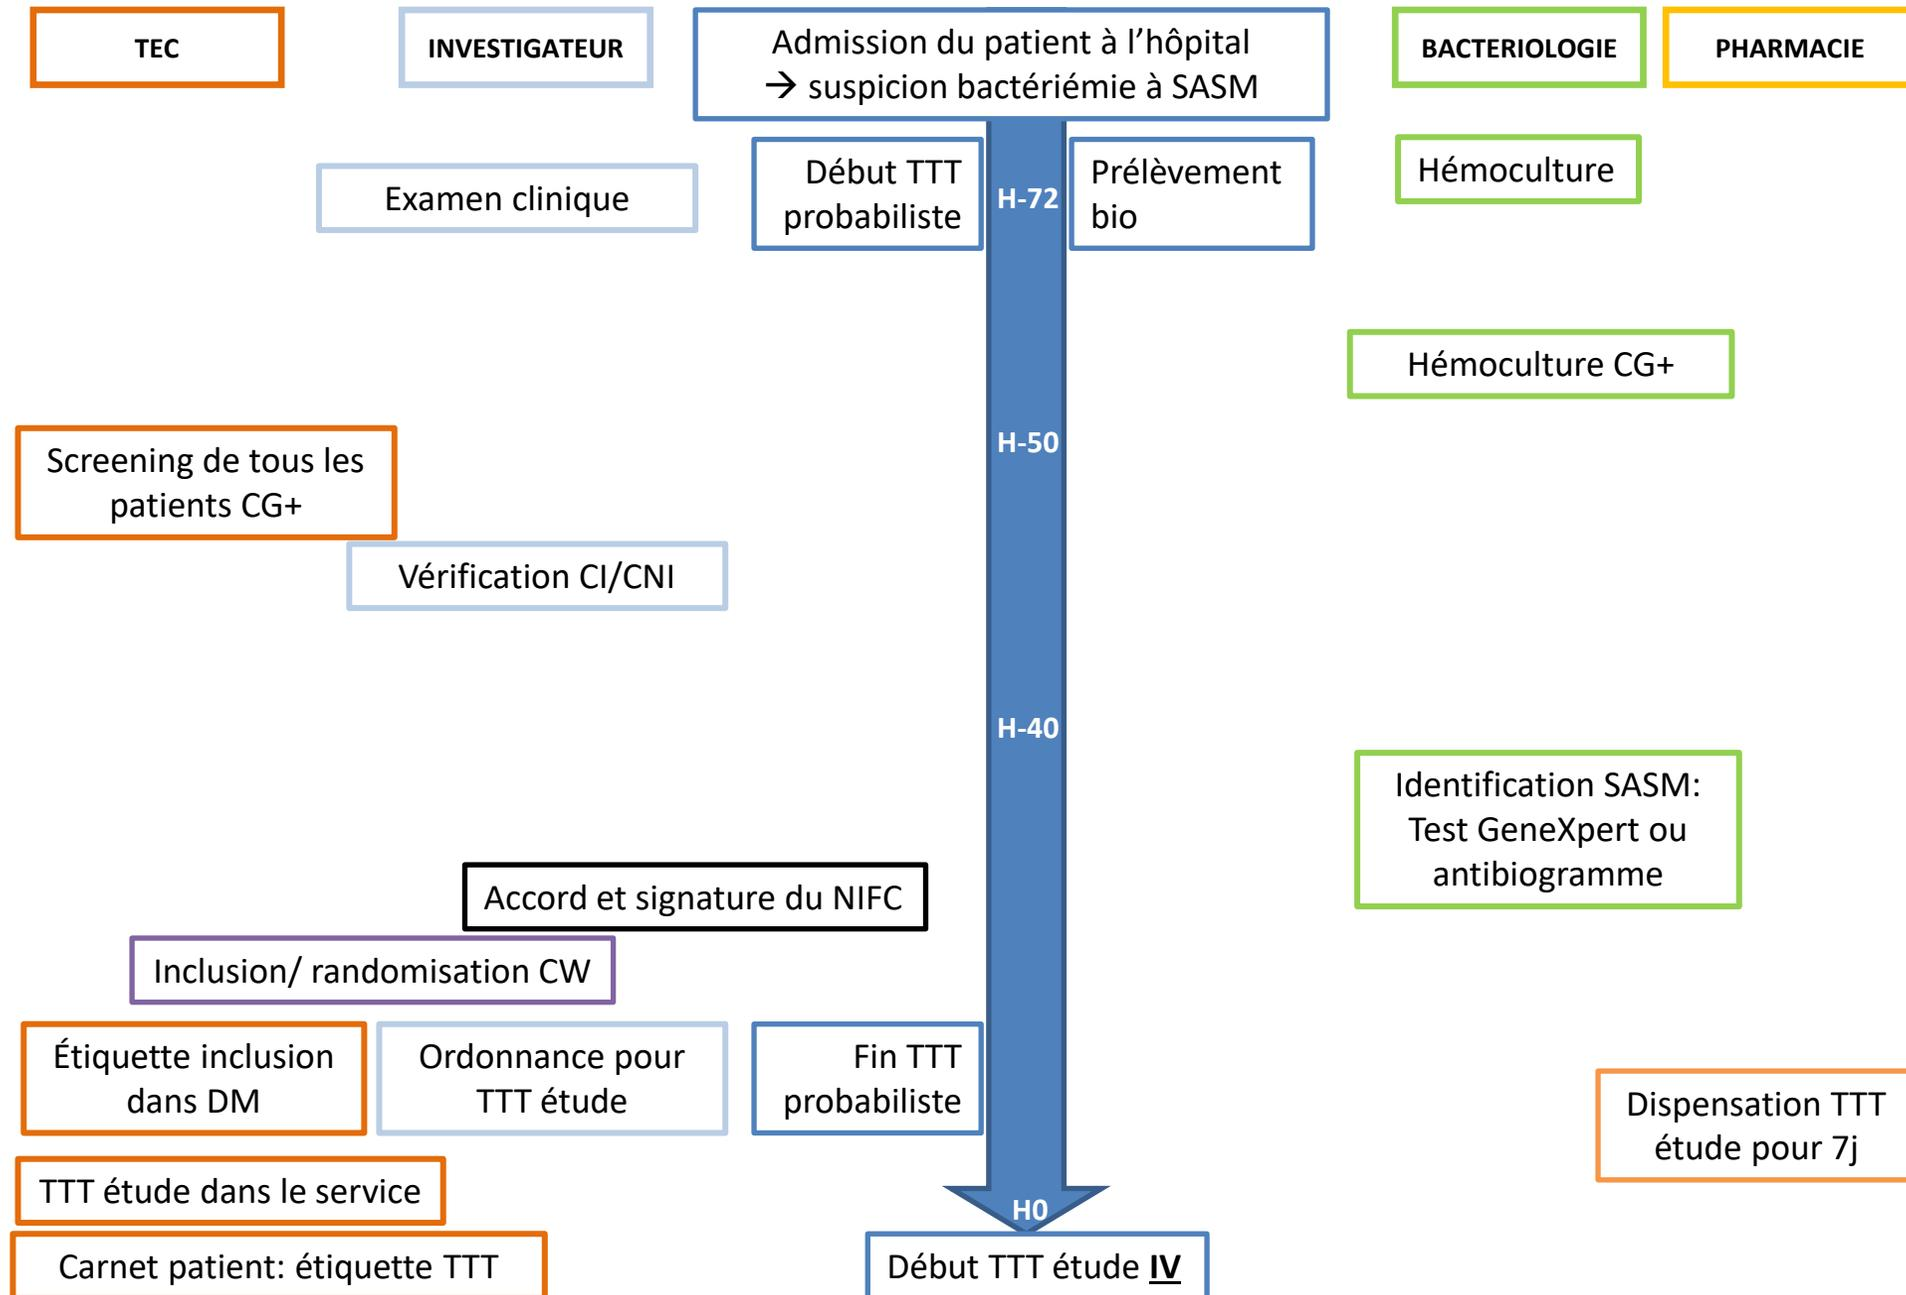 TEC
INVESTIGATEUR
Admission du patient à l’hôpital
→ suspicion bactériémie à SASM
BACTERIOLOGIE
PHARMACIE
Examen clinique
Début TTT
probabiliste
H-72
Prélèvement
bio
Hémoculture
Hémoculture CG+
H-50
Screening de tous les
patients CG+
Vérification CI/CNI
H-40
Identification SASM:
Test GeneXpert ou
antibiogramme
Accord et signature du NIFC
Inclusion/ randomisation CW
Étiquette inclusion
dans DM
Ordonnance pour
TTT étude
Fin TTT
probabiliste
Dispensation TTT
étude pour 7j
TTT étude dans le service
H0
Carnet patient: étiquette TTT
Début TTT étude IV